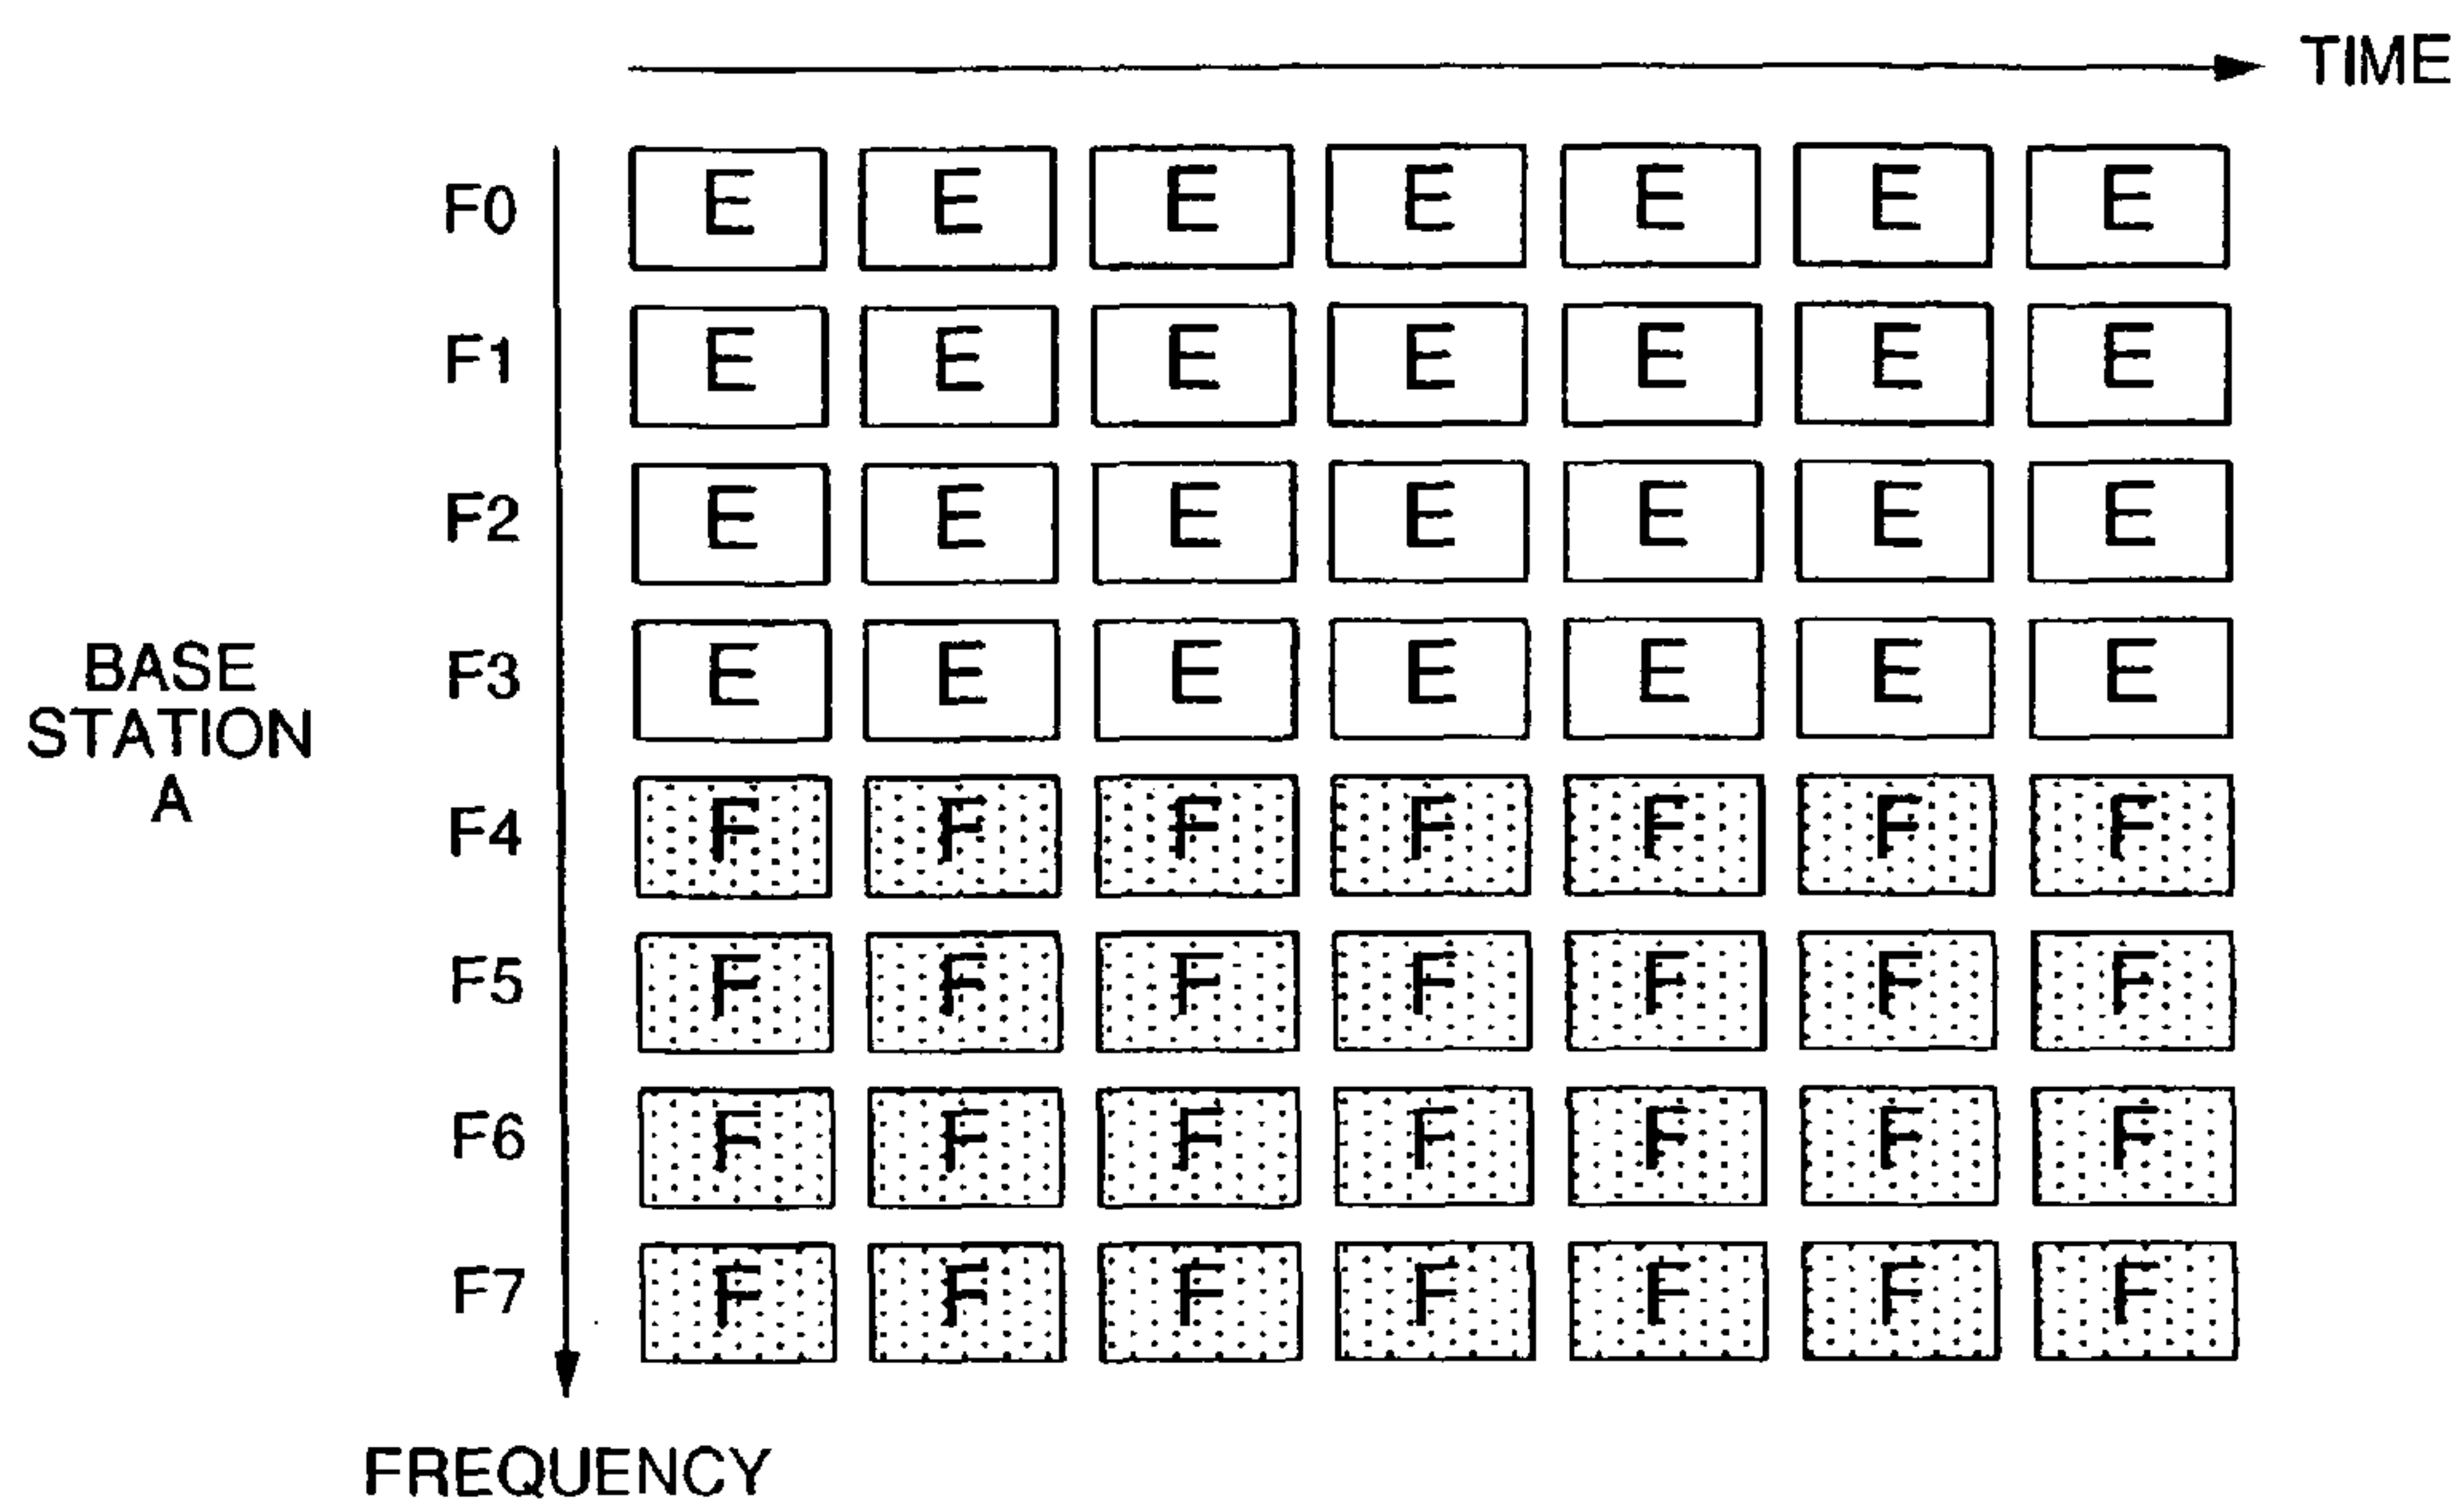 TIME
F0 E E E E E E E
F1 E E E E E E E
F2 E E E E E E E
F3 E E E E E E E
BASE
STATION
A
F4 F F F F F F F
F5 F F F F F F F
F6 F F F F F F F
F7 F F F F F F F
FREQUENCY